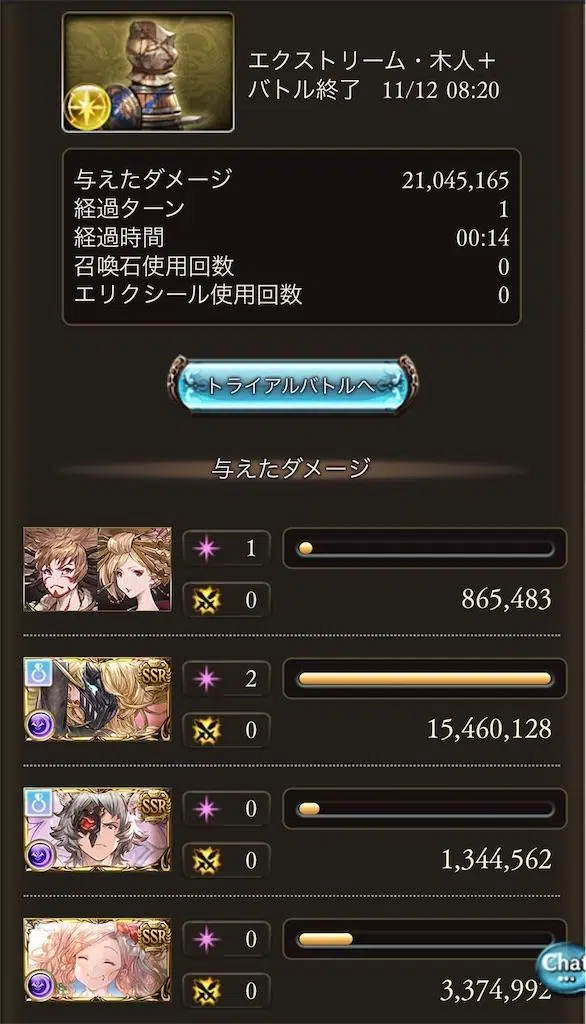 エクストリーム・木人＋
バトル終了 11/12 08:20
与えたダメージ 21,045,165
経過ターン 1
経過時間 00:14
召喚石使用回数 0
エリクシール使用回数 0
トライアルバトルへ
与えたダメージ
1
0
865,483
SSR
2
0
15,460,128
SSR
0
0
1,344,562
SSR
0
0
3,374,992
Chat